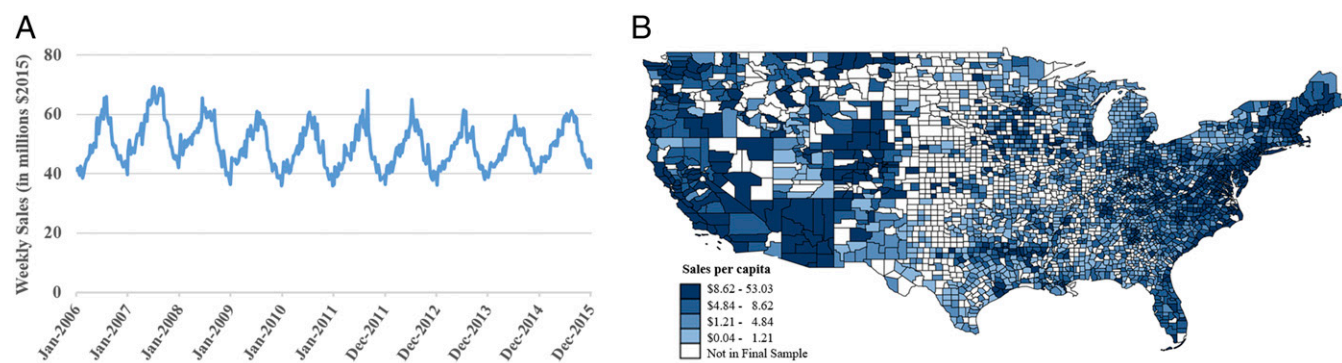 A
Weekly Sales (in millions $2015)
80
60
40
20
0
Jan-2006
Jan-2007
Jan-2008
Jan-2009
Jan-2010
Jan-2011
Dec-2011
Dec-2012
Dec-2013
Dec-2014
Dec-2015
B
Sales per capita
$8.62 - 53.03
$4.84 - 8.62
$1.21 - 4.84
$0.04 - 1.21
Not in Final Sample